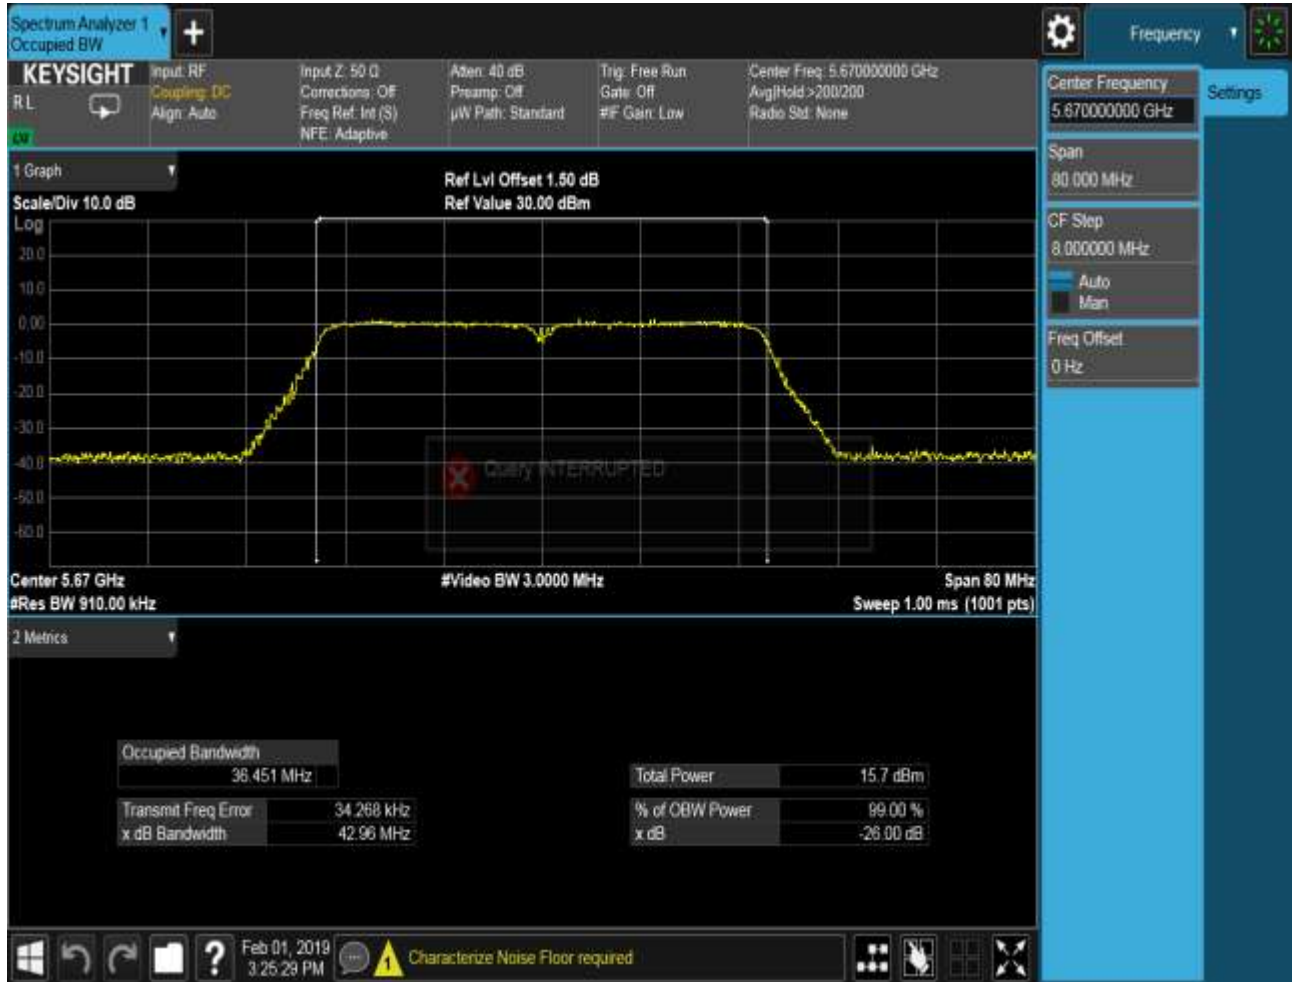 Spectrum Analyzer 1
Occupied BW
Frequency
KEYSIGHT
RL
Input: RF
Coupling: DC
Align: Auto
Input Z: 50 Ω
Corrections: Off
Freq Ref: Int (S)
NFE: Adaptive
Atten: 40 dB
Preamp: Off
µW Path: Standard
Trig: Free Run
Gate: Off
#IF Gain: Low
Center Freq: 5.670000000 GHz
Avg|Hold:>200/200
Radio Std: None
Center Frequency
5.670000000 GHz
Settings
Span
80.000 MHz
CF Step
8.000000 MHz
Auto
Man
Freq Offset
0 Hz
1 Graph
Scale/Div 10.0 dB
Ref Lvl Offset 1.50 dB
Ref Value 30.00 dBm
Log
20.0
10.0
0.00
-10.0
-20.0
-30.0
-40.0
-50.0
-60.0
Query INTERRUPTED
Center 5.67 GHz
#Video BW 3.0000 MHz
Span 80 MHz
#Res BW 910.00 kHz
Sweep 1.00 ms (1001 pts)
2 Metrics
Occupied Bandwidth
36.451 MHz
Transmit Freq Error 34.268 kHz
x dB Bandwidth 42.96 MHz
Total Power 15.7 dBm
% of OBW Power 99.00 %
x dB -26.00 dB
Feb 01, 2019
3:25:29 PM
1
Characterize Noise Floor required